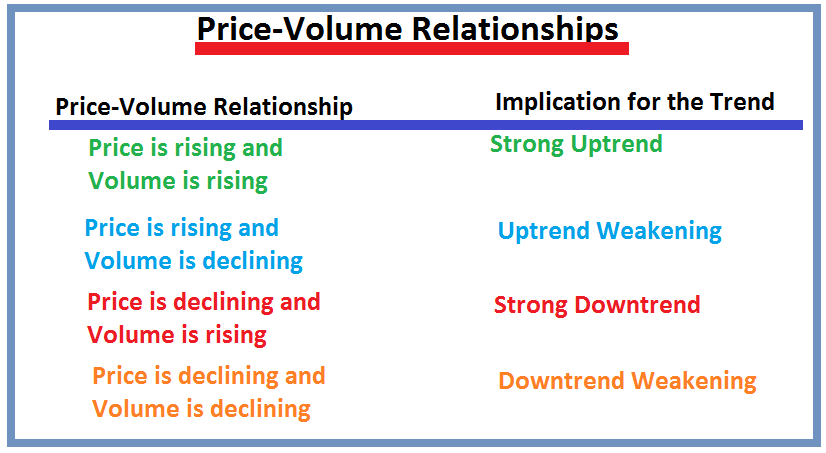 Price-Volume Relationships
Price-Volume Relationship
Implication for the Trend
Price is rising and
Volume is rising
Strong Uptrend
Price is rising and
Volume is declining
Uptrend Weakening
Price is declining and
Volume is rising
Strong Downtrend
Price is declining and
Volume is declining
Downtrend Weakening